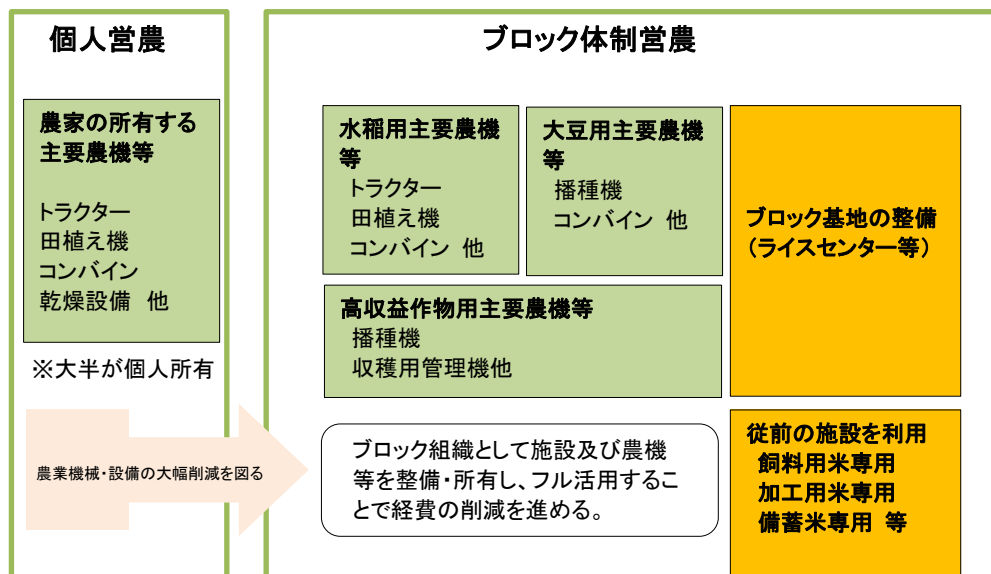 個人営農
農家の所有する
主要農機等
トラクター
田植え機
コンバイン
乾燥設備 他
※大半が個人所有
農業機械・設備の大幅削減を図る
ブロック体制営農
水稲用主要農機
等
トラクター
田植え機
コンバイン 他
大豆用主要農機
等
播種機
コンバイン 他
高収益作物用主要農機等
播種機
収穫用管理機他
ブロック基地の整備
(ライスセンター等)
ブロック組織として施設及び農機
等を整備・所有し、フル活用するこ
とで経費の削減を進める。
従前の施設を利用
飼料用米専用
加工用米専用
備蓄米専用 等